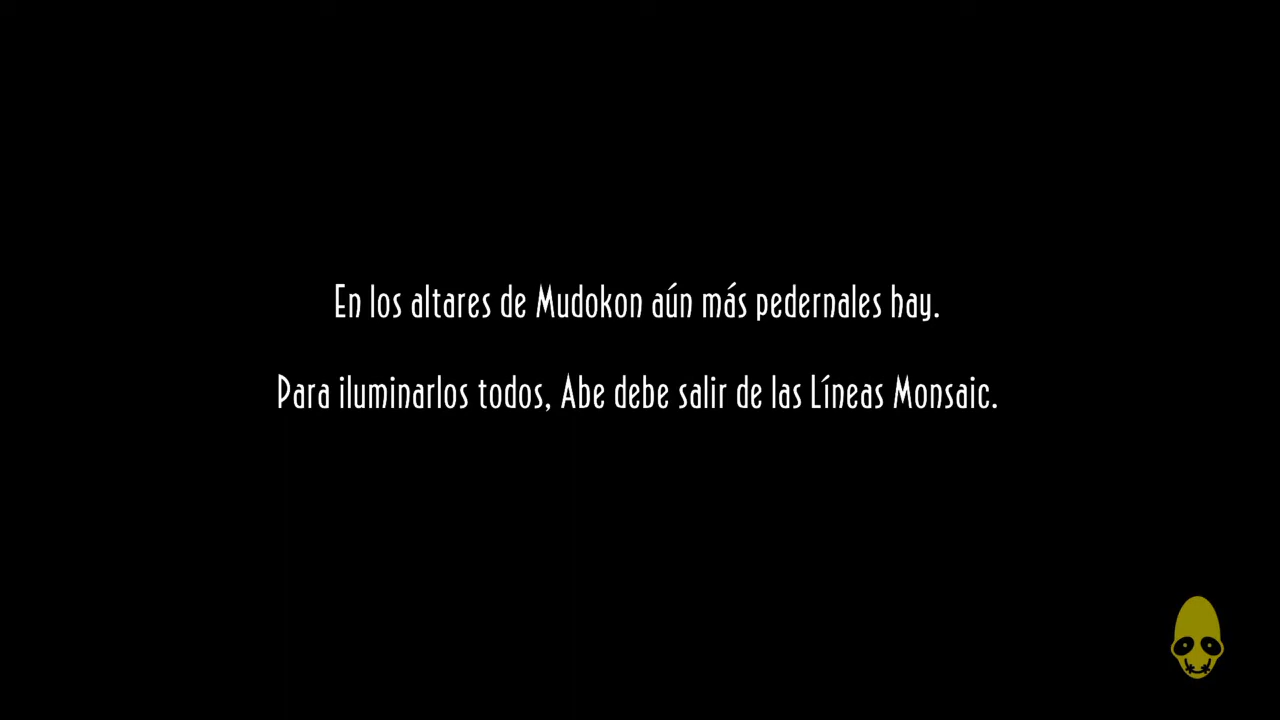 En los altares de Mudokon aún más pedernales hay.
Para iluminarlos todos, Abe debe salir de las Líneas Monsaic.